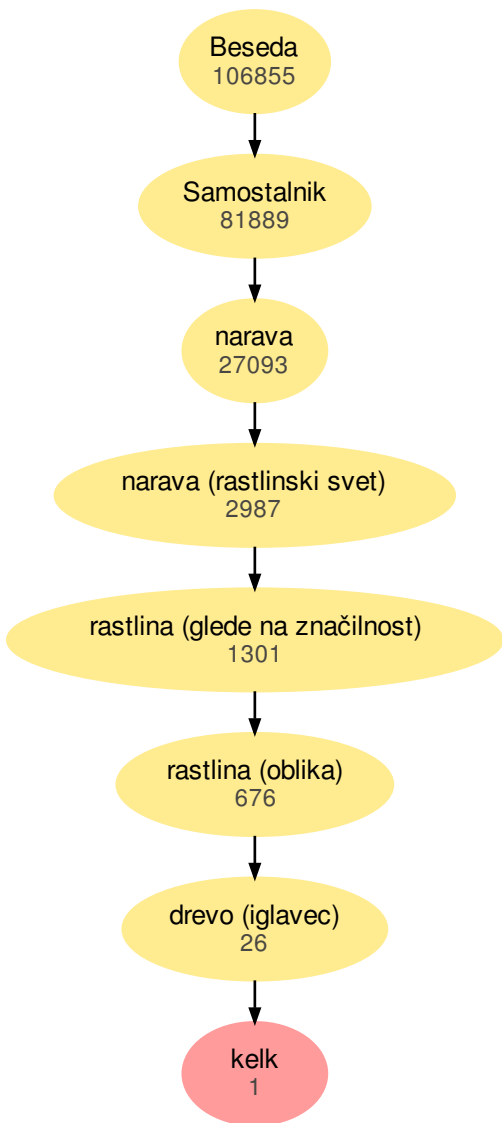 Beseda
106855
Samostalnik
81889
narava
27093
narava (rastlinski svet)
2987
rastlina (glede na značilnost)
1301
rastlina (oblika)
676
drevo (iglavec)
26
kelk
1